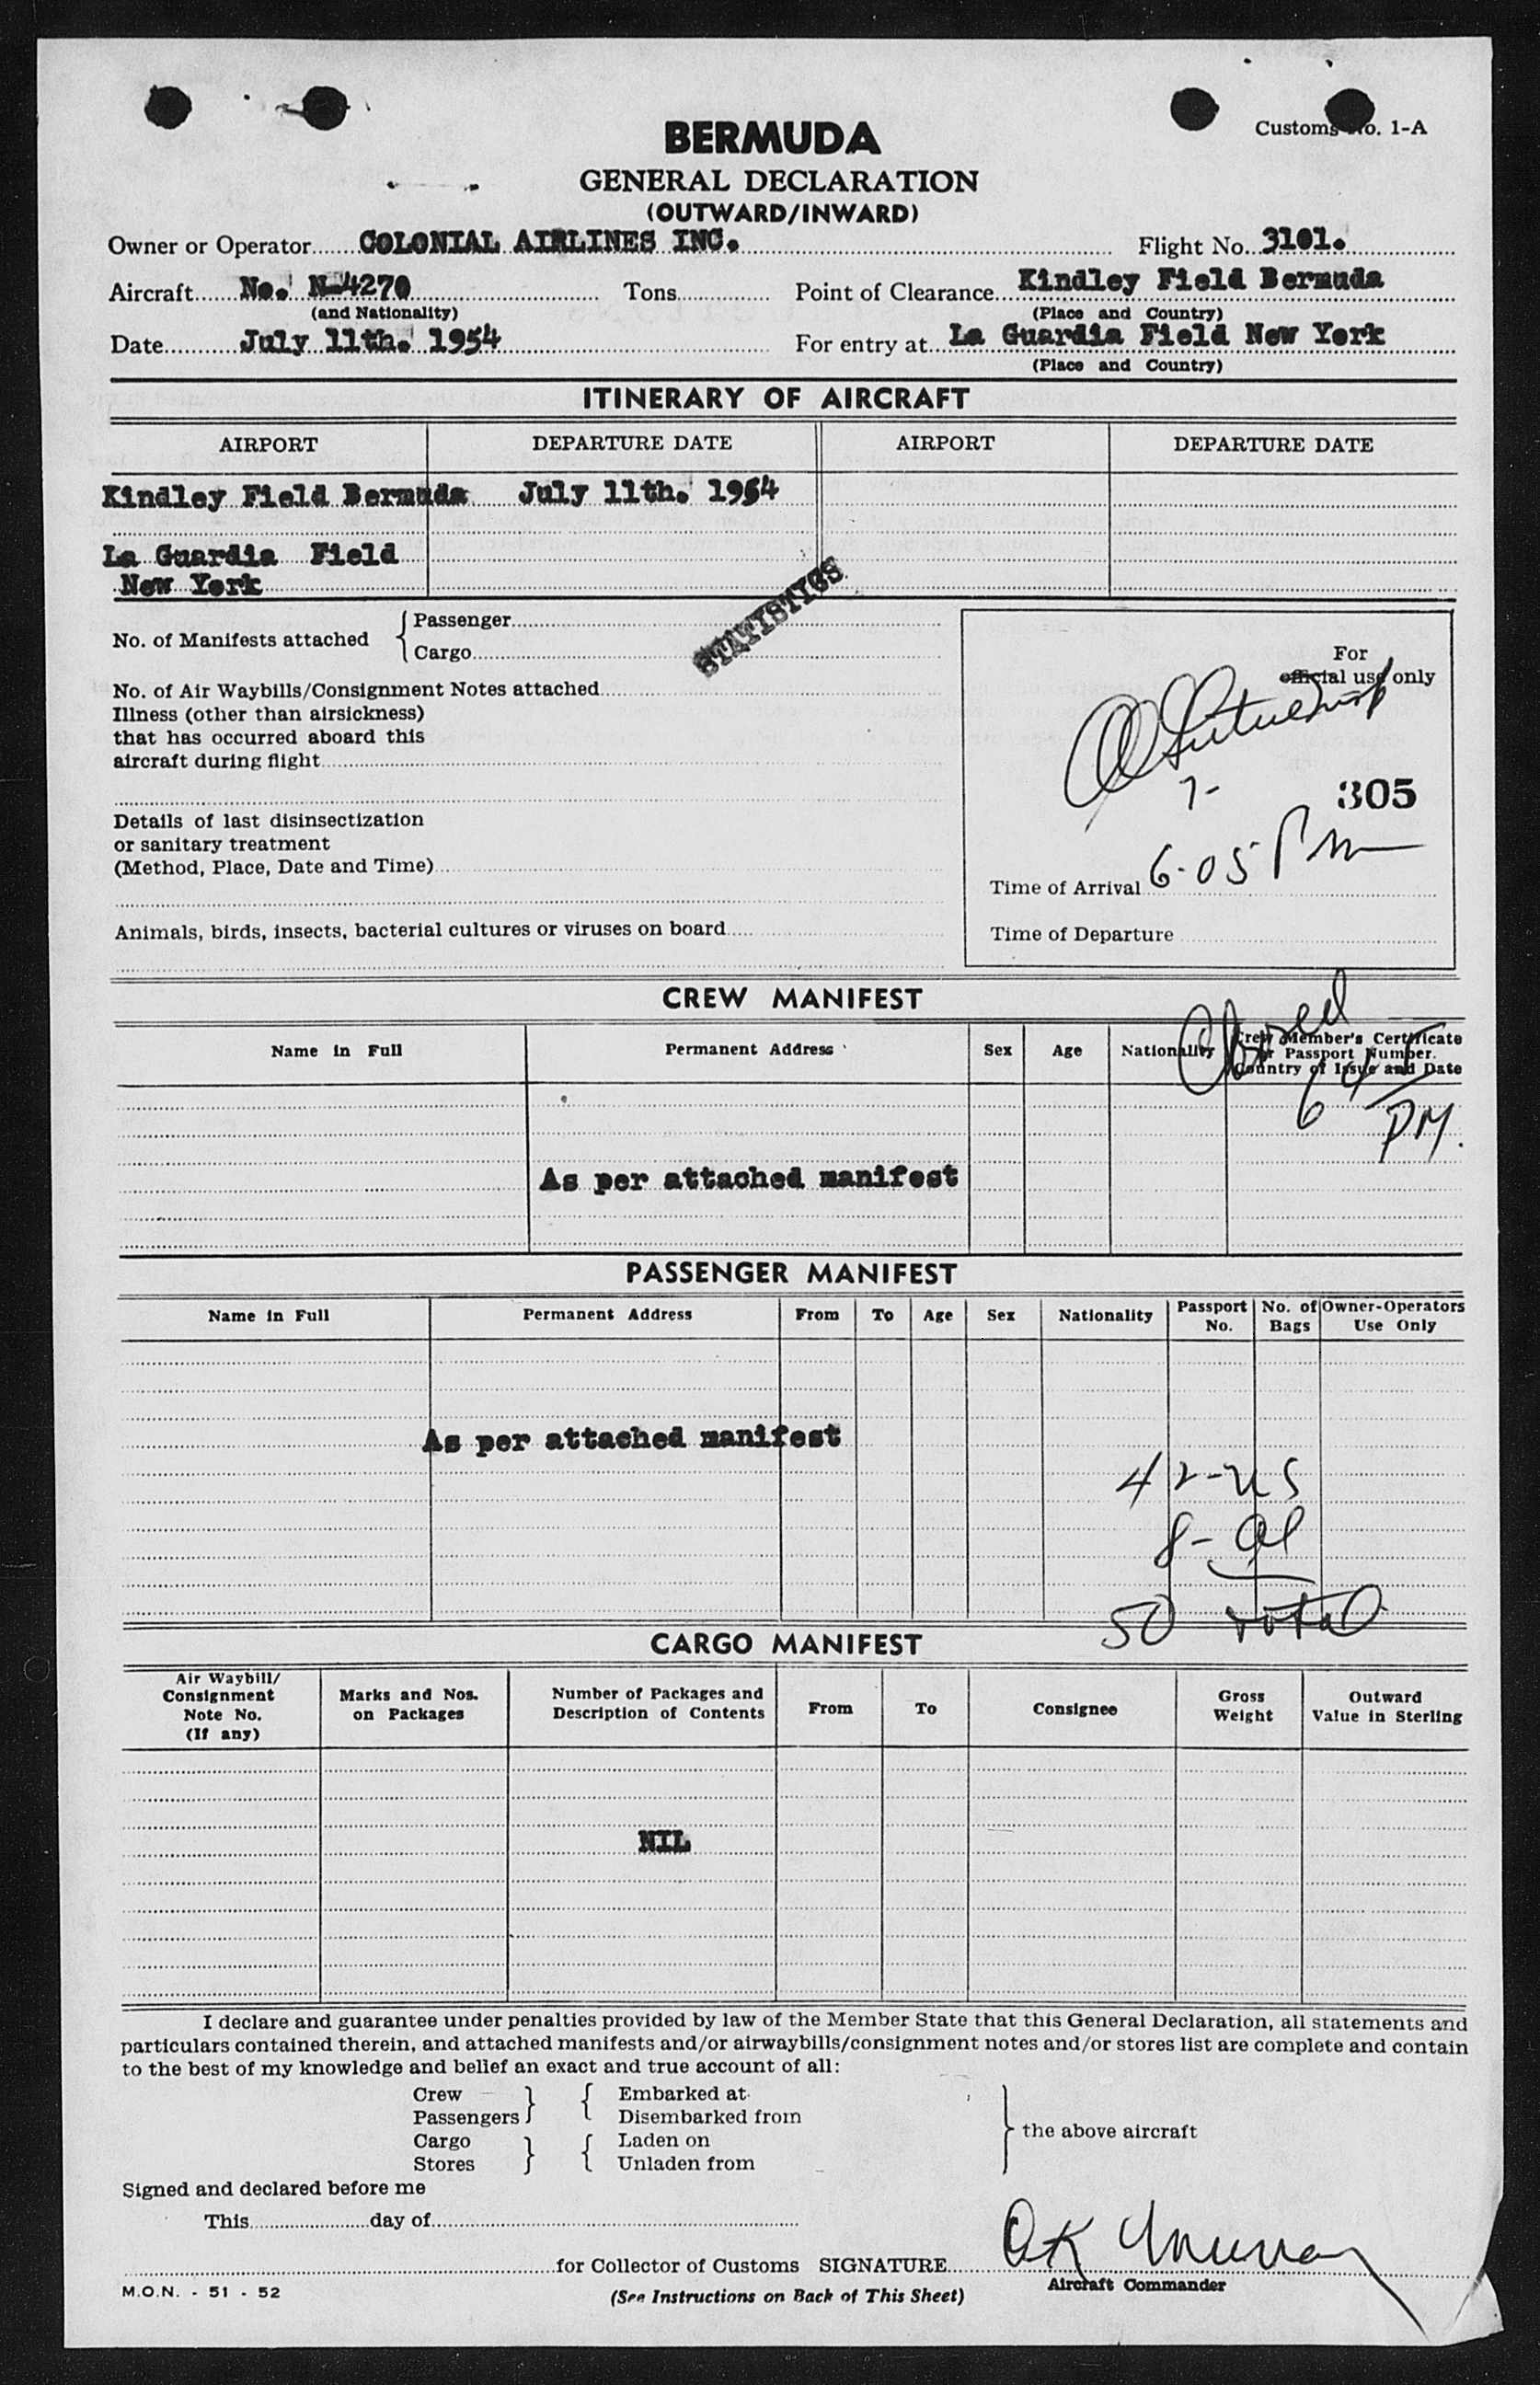 Customs No. 1-A
BERMUDA
GENERAL DECLARATION
(OUTWARD/INWARD)
Owner or Operator COLONIAL AIRLINES INC. Flight No. 3101.
Aircraft No. N-4270 Tons Point of Clearance Kindley Field Bermuda
(and Nationality) (Place and Country)
Date July 11th. 1954 For entry at La Guardia Field New York
(Place and Country)
ITINERARY OF AIRCRAFT
AIRPORT DEPARTURE DATE AIRPORT DEPARTURE DATE
Kindley Field Bermuda July 11th. 1954
La Guardia Field
New York
STATISTICS
No. of Manifests attached Passenger
Cargo
No. of Air Waybills/Consignment Notes attached
Illness (other than airsickness)
that has occurred aboard this
aircraft during flight
Details of last disinsectization
or sanitary treatment
(Method, Place, Date and Time)
Animals, birds, insects, bacterial cultures or viruses on board
For
official use only
7-
305
Time of Arrival 6-05 Pm
Time of Departure
CREW MANIFEST
Closed
645
PM.
Name in Full Permanent Address Sex Age Nationality Crew Member's Certificate
or Passport Number.
Country of Issue and Date
As per attached manifest
PASSENGER MANIFEST
Name in Full Permanent Address From To Age Sex Nationality Passport No. No. of Bags Owner-Operators Use Only
As per attached manifest
42-US
8-al
50 total
CARGO MANIFEST
Air Waybill/
Consignment
Note No.
(If any) Marks and Nos.
on Packages Number of Packages and
Description of Contents From To Consignee Gross
Weight Outward
Value in Sterling
NIL
I declare and guarantee under penalties provided by law of the Member State that this General Declaration, all statements and
particulars contained therein, and attached manifests and/or airwaybills/consignment notes and/or stores list are complete and contain
to the best of my knowledge and belief an exact and true account of all:
Crew Embarked at
Passengers Disembarked from
Cargo Laden on the above aircraft
Stores Unladen from
Signed and declared before me
This day of
for Collector of Customs SIGNATURE OK Murray
Aircraft Commander
M.O.N. - 51 - 52
(See Instructions on Back of This Sheet)